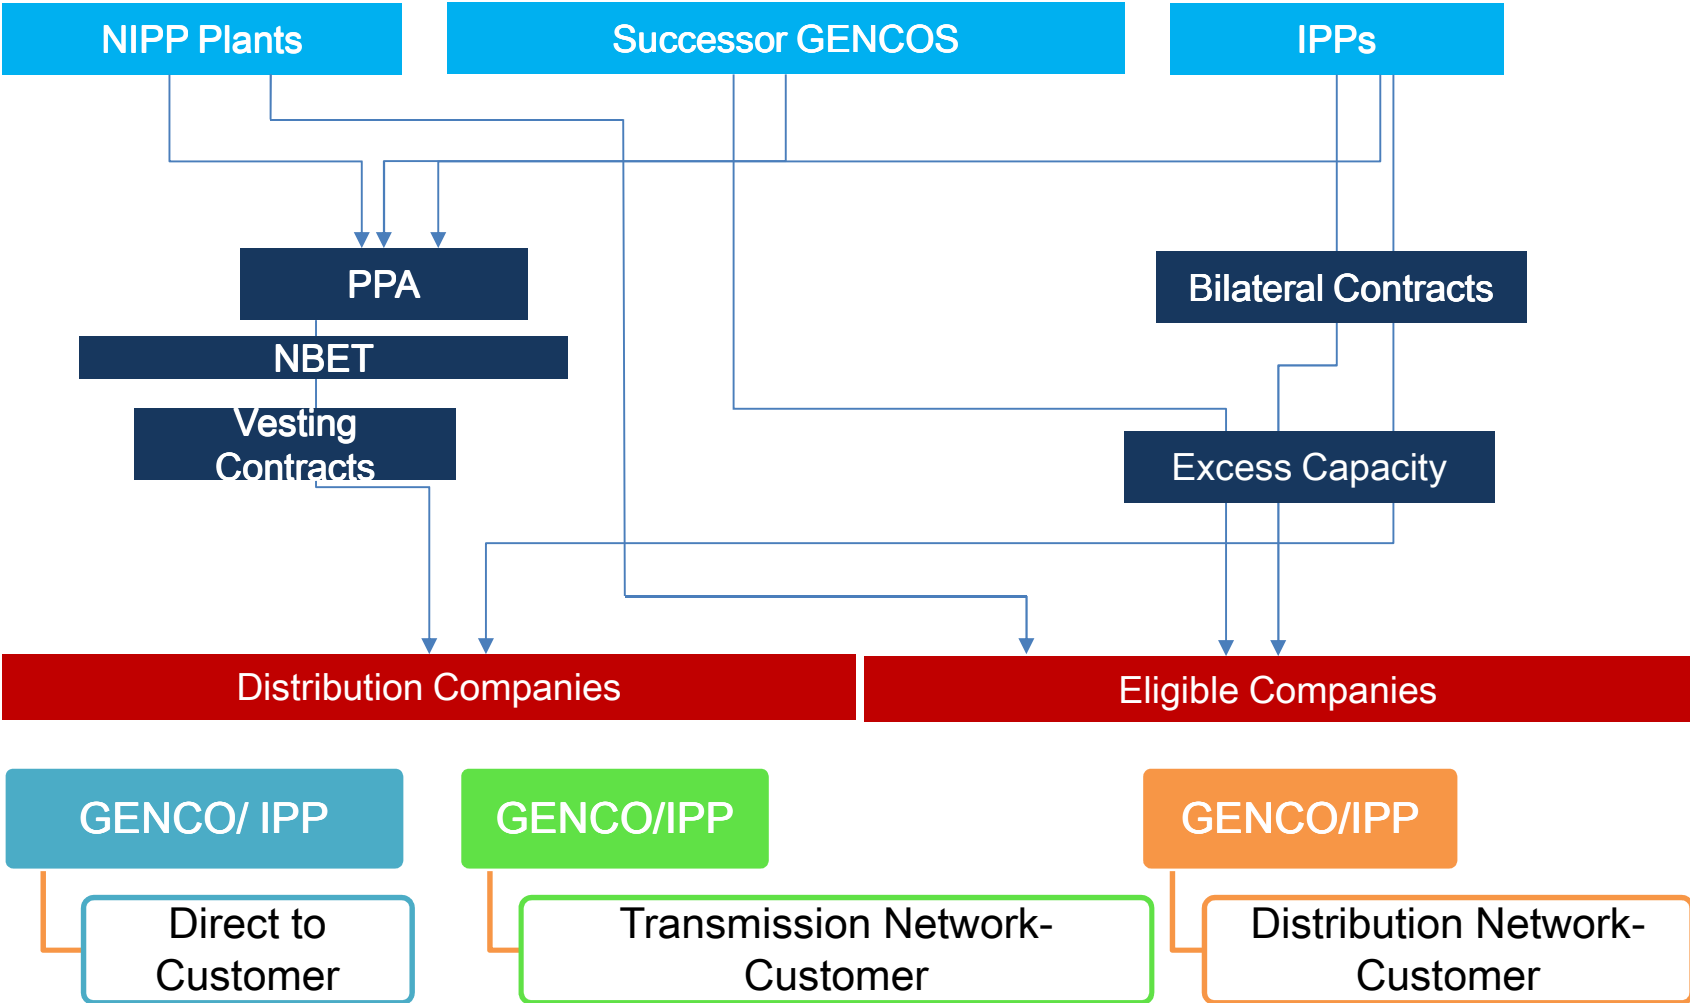 NIPP Plants
Successor GENCOS
IPPs
PPA
Bilateral Contracts
NBET
Vesting
Contracts
Excess Capacity
Distribution Companies
Eligible Companies
GENCO/ IPP
GENCO/IPP
GENCO/IPP
Direct to
Customer
Transmission Network-
Customer
Distribution Network-
Customer